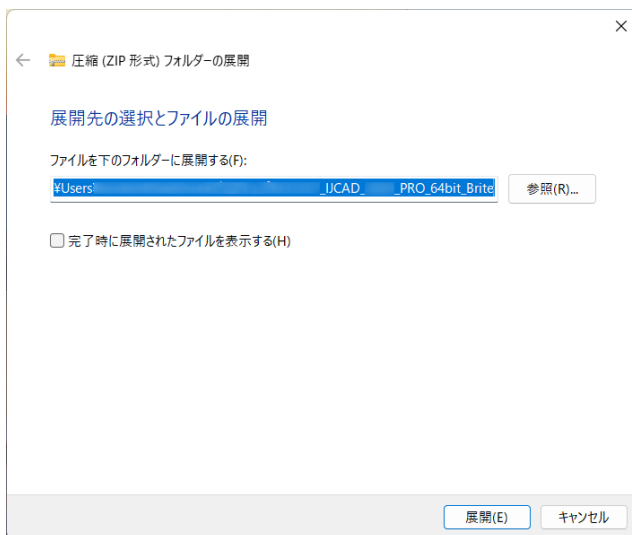 圧縮 (ZIP 形式) フォルダーの展開
展開先の選択とファイルの展開
ファイルを下のフォルダーに展開する(F):
¥Users _IJCAD_ _PRO_64bit_Brite 参照(R)...
完了時に展開されたファイルを表示する(H)
展開(E) キャンセル